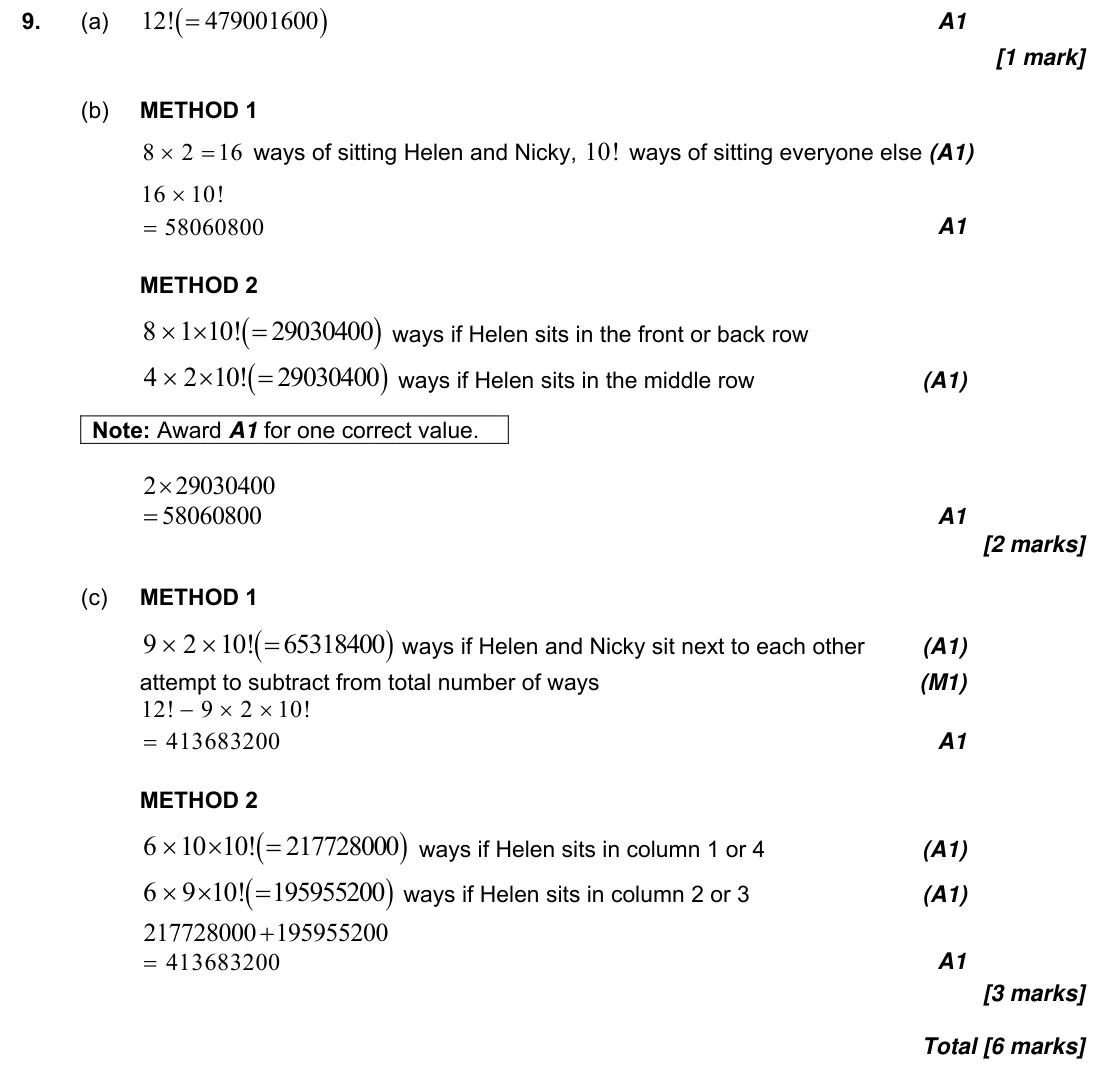 9. (a) 12!(= 479001600) A1
[1 mark]
(b) METHOD 1
8 × 2 = 16 ways of sitting Helen and Nicky, 10! ways of sitting everyone else (A1)
16 × 10!
= 58060800 A1
METHOD 2
8 × 1×10!(= 29030400) ways if Helen sits in the front or back row
4 × 2×10!(= 29030400) ways if Helen sits in the middle row (A1)
Note: Award A1 for one correct value.
2×29030400
= 58060800 A1
[2 marks]
(c) METHOD 1
9 × 2 × 10!(= 65318400) ways if Helen and Nicky sit next to each other (A1)
attempt to subtract from total number of ways (M1)
12! − 9 × 2 × 10!
= 413683200 A1
METHOD 2
6 × 10×10!(= 217728000) ways if Helen sits in column 1 or 4 (A1)
6 × 9×10!(=195955200) ways if Helen sits in column 2 or 3 (A1)
217728000+195955200
= 413683200 A1
[3 marks]
Total [6 marks]